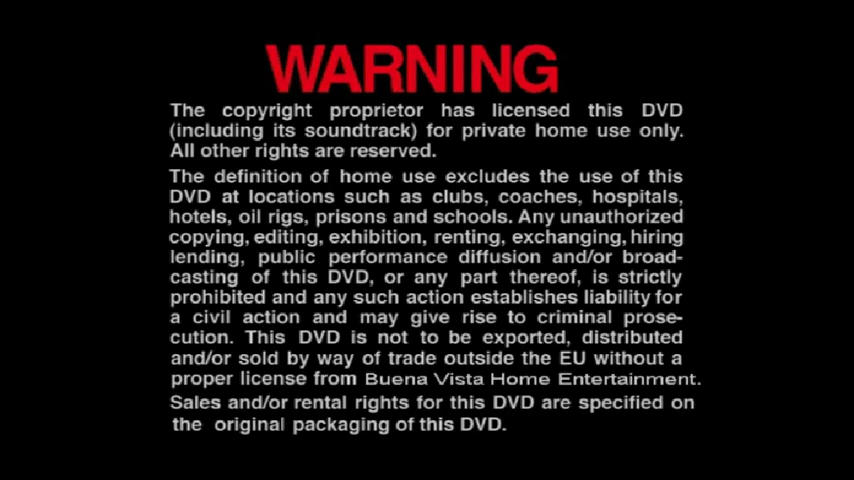 WARNING
The copyright proprietor has licensed this DVD
(including its soundtrack) for private home use only.
All other rights are reserved.
The definition of home use excludes the use of this
DVD at locations such as clubs, coaches, hospitals,
hotels, oil rigs, prisons and schools. Any unauthorized
copying, editing, exhibition, renting, exchanging, hiring
lending, public performance diffusion and/or broad-
casting of this DVD, or any part thereof, is strictly
prohibited and any such action establishes liability for
a civil action and may give rise to criminal prose-
cution. This DVD is not to be exported, distributed
and/or sold by way of trade outside the EU without a
proper license from Buena Vista Home Entertainment.
Sales and/or rental rights for this DVD are specified on
the original packaging of this DVD.